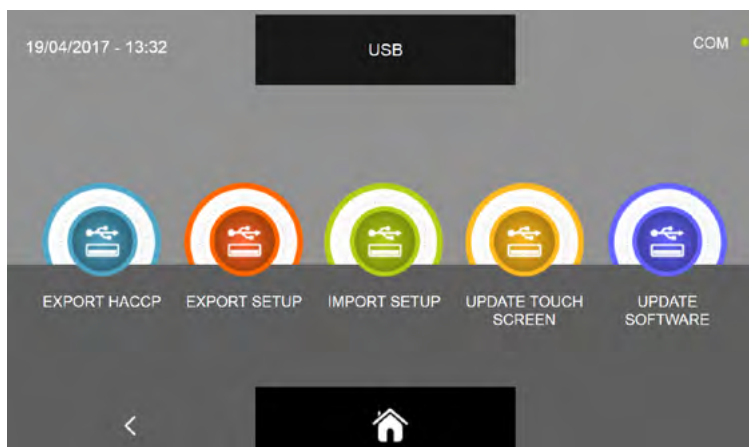 19/04/2017 - 13:32
USB
COM
EXPORT HACCP
EXPORT SETUP
IMPORT SETUP
UPDATE TOUCH
SCREEN
UPDATE
SOFTWARE